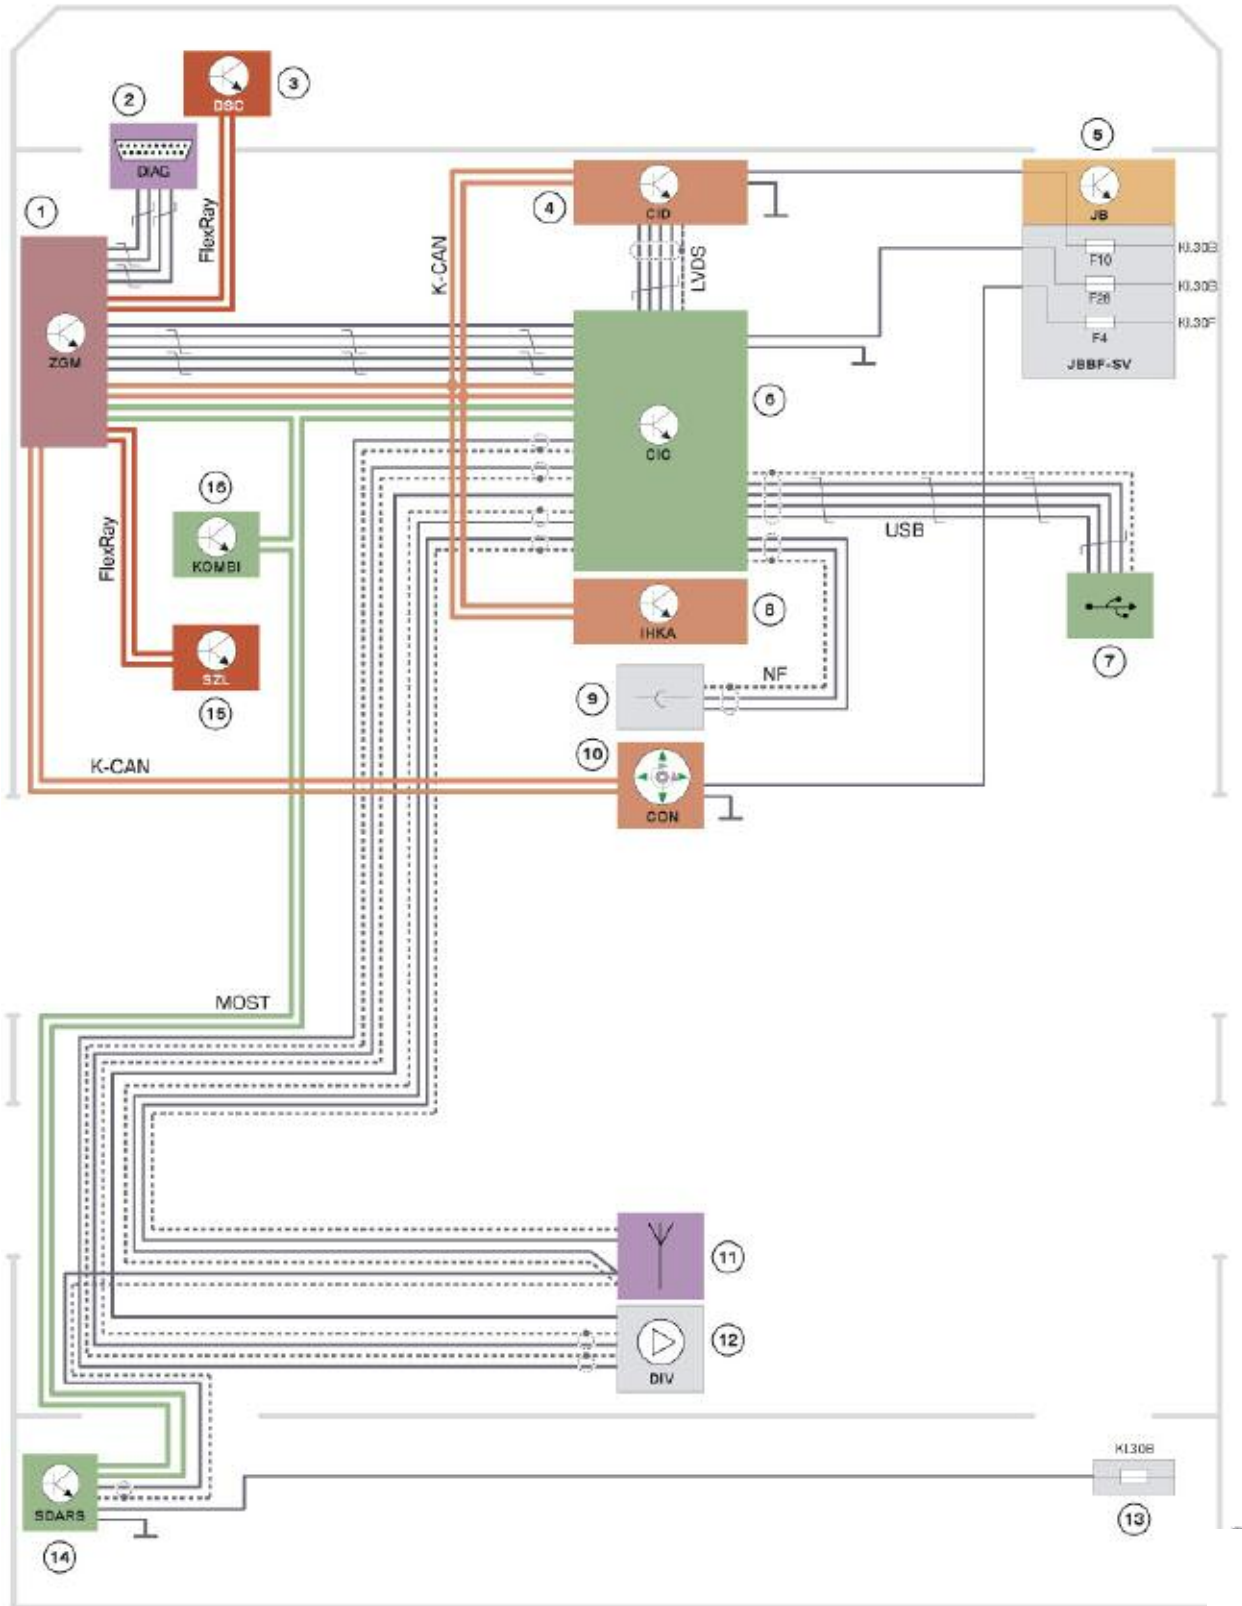 3
DSC
2
DIAG
5
JB
1
FlexRay
K-CAN
4
CID
LVDS
F10
Kl.30B
F26
Kl.30B
F4
Kl.30F
JBBF-SV
ZGM
6
CIC
16
KOMBI
FlexRay
USB
7
8
IHKA
SZL
15
9
NF
10
CON
K-CAN
MOST
11
12
DIV
Kl.30B
13
SDARS
14